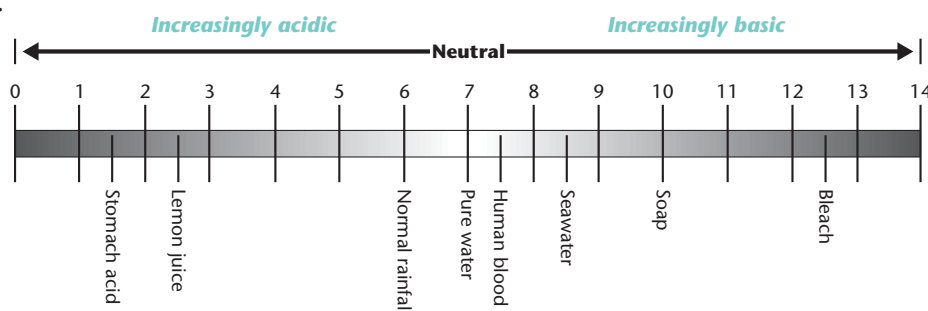 Increasingly acidic Increasingly basic
Neutral
0 1 2 3 4 5 6 7 8 9 10 11 12 13 14
Stomach acid
Lemon juice
Normal rainfal
Pure water
Human blood
Seawater
Soap
Bleach